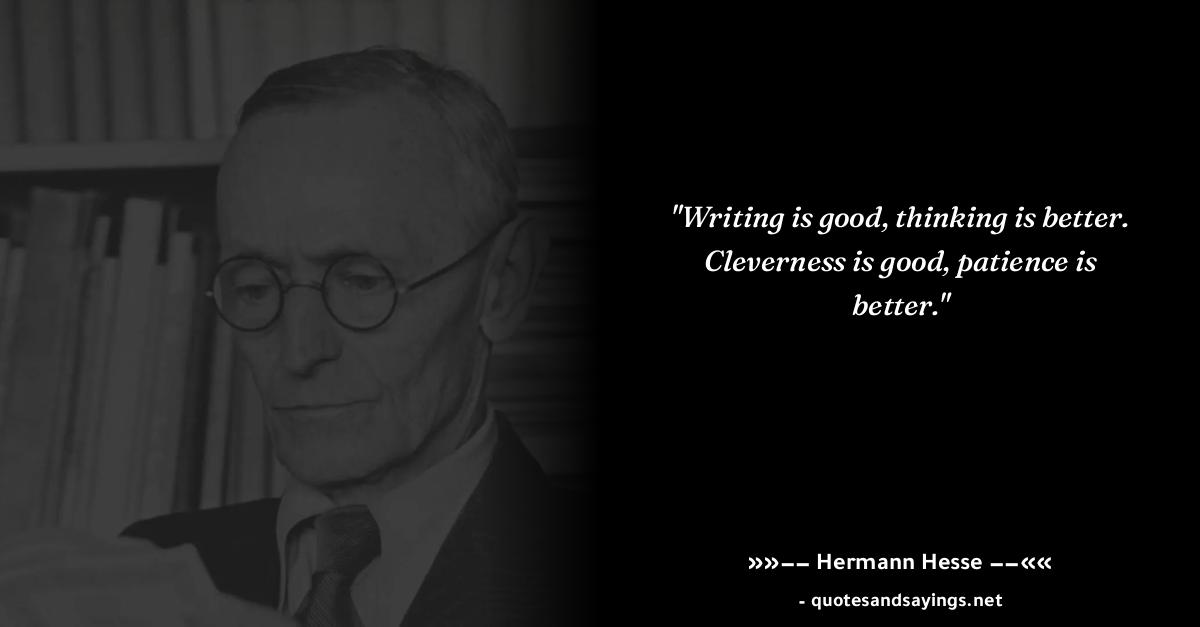 "Writing is good, thinking is better.
Cleverness is good, patience is
better."
»»−− Hermann Hesse −−««
- quotesandsayings.net